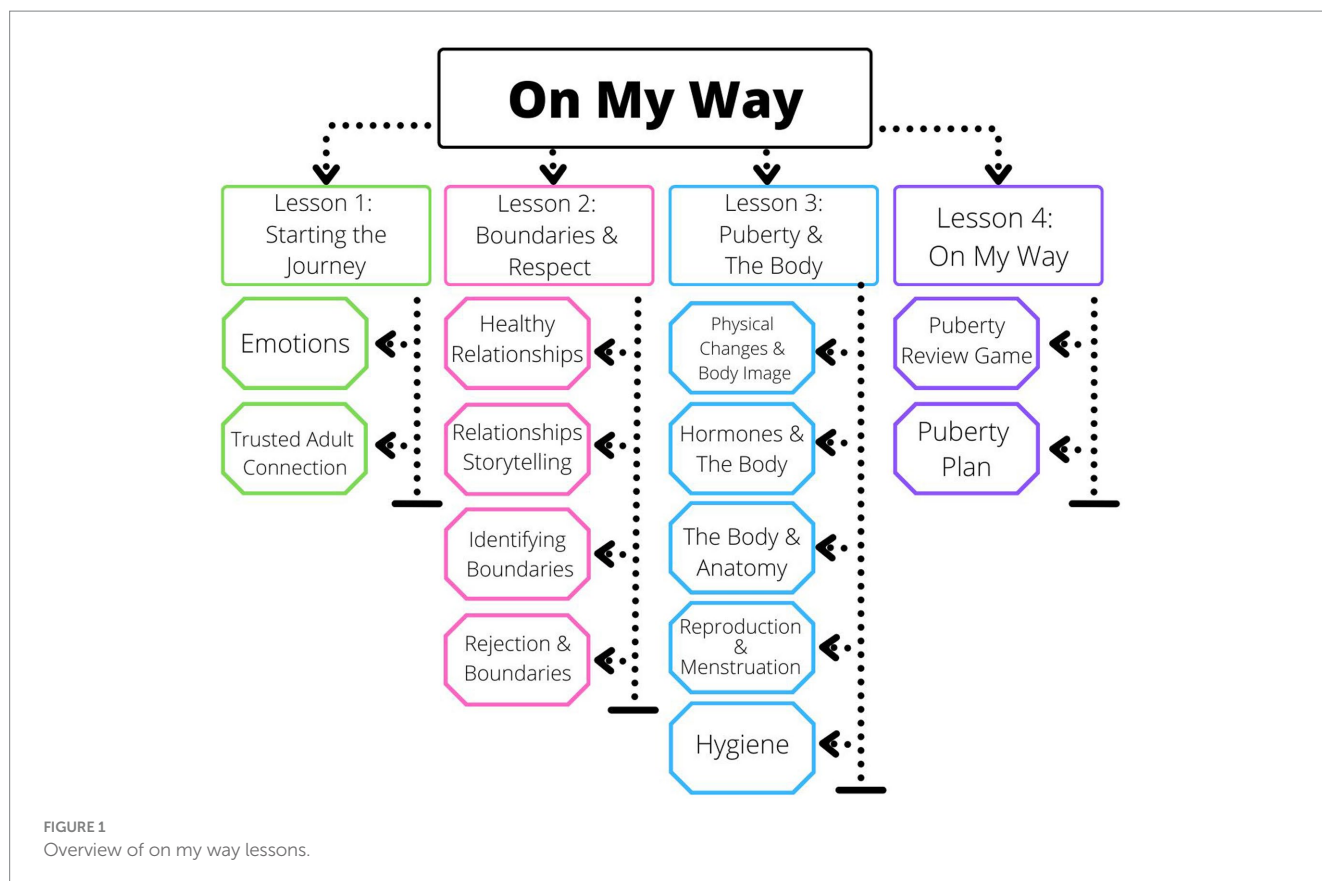 On My Way
Lesson 1:
Starting the
Journey
Emotions
Trusted Adult
Connection
Lesson 2:
Boundaries &
Respect
Healthy
Relationships
Relationships
Storytelling
Identifying
Boundaries
Rejection &
Boundaries
Lesson 3:
Puberty &
The Body
Physical
Changes &
Body Image
Hormones &
The Body
The Body &
Anatomy
Reproduction
&
Menstruation
Hygiene
Lesson 4:
On My Way
Puberty
Review Game
Puberty
Plan
FIGURE 1
Overview of on my way lessons.